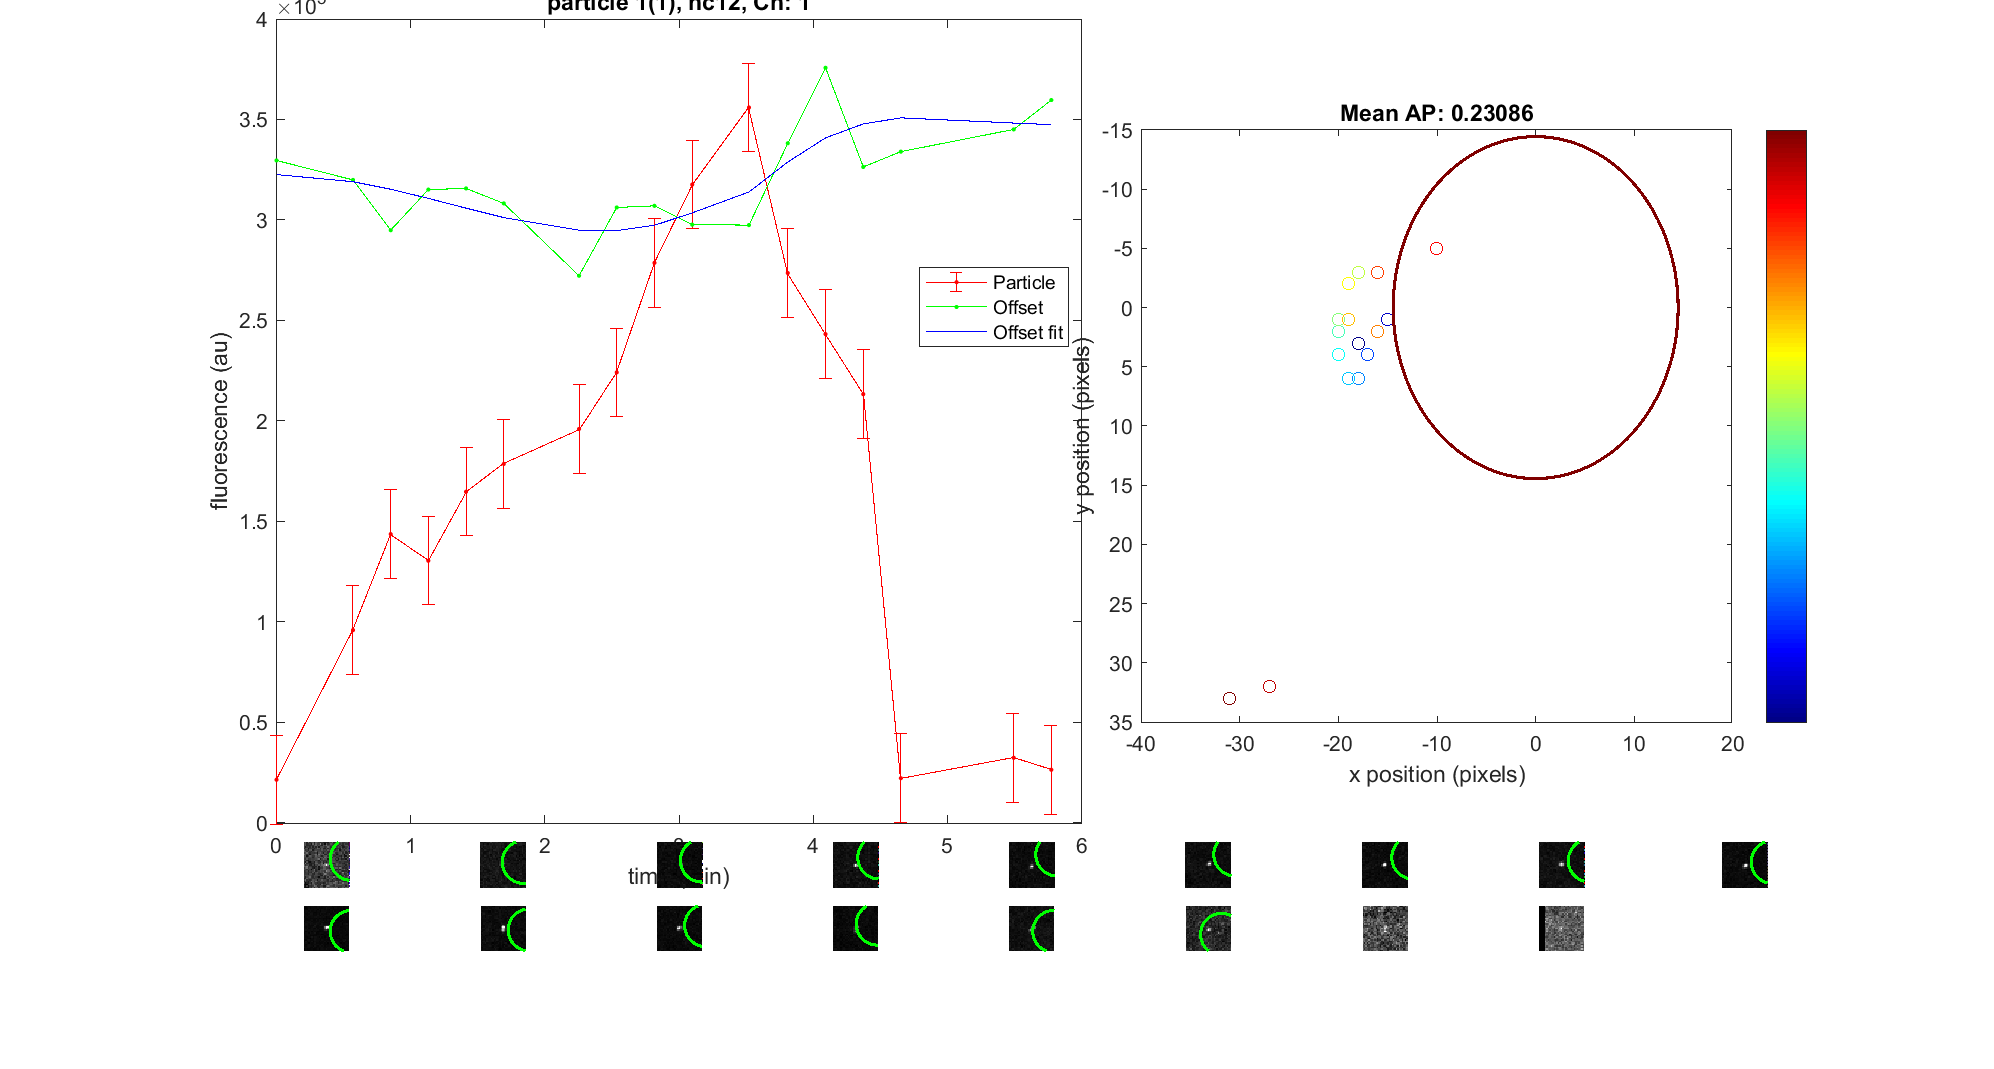 particle 1(1), nc12, Ch: 1
4
3.5
3
2.5
2
1.5
1
0.5
0
fluorescence (au)
0 1 2 4 5 6
Particle
Offset
Offset fit
Mean AP: 0.23086
-15
-10
-5
0
5
10
15
20
25
30
35
y position (pixels)
-40 -30 -20 -10 0 10 20
x position (pixels)